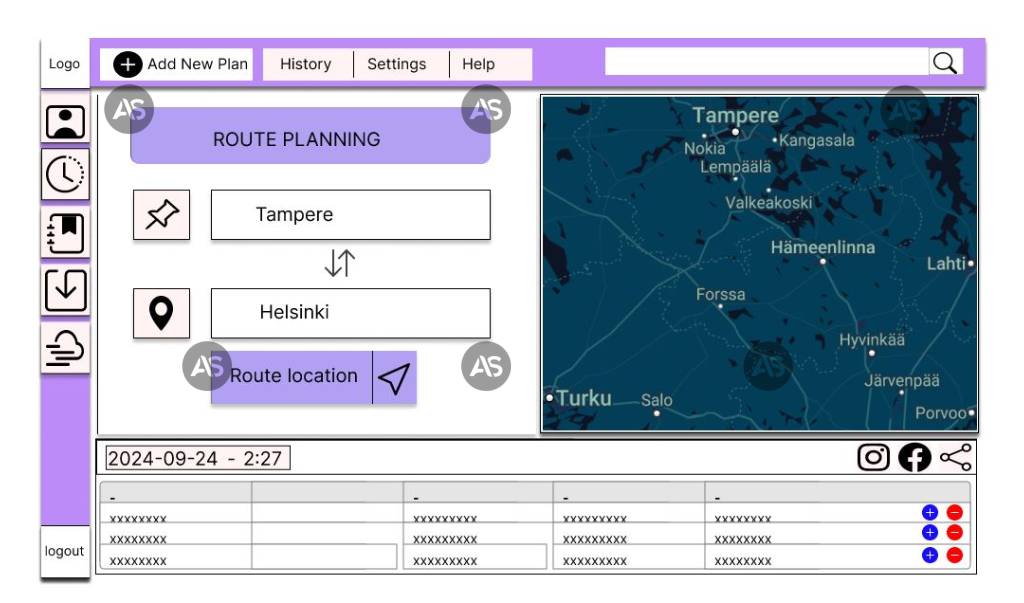 Logo
Add New Plan
History
Settings
Help
AS
AS
AS
ROUTE PLANNING
Tampere
Helsinki
AS
Route location
AS
AS
Tampere
Nokia
Kangasala
Lempäälä
Valkeakoski
Hämeenlinna
Lahti
Forssa
Hyvinkää
Järvenpää
Turku
Salo
Porvoo
2024-09-24 - 2:27
- - - -
xxxxxxxx xxxxxxxxx xxxxxxxxx xxxxxxxx
xxxxxxxx xxxxxxxxx xxxxxxxxx xxxxxxxx
xxxxxxxx xxxxxxxxx xxxxxxxxx xxxxxxxx
logout